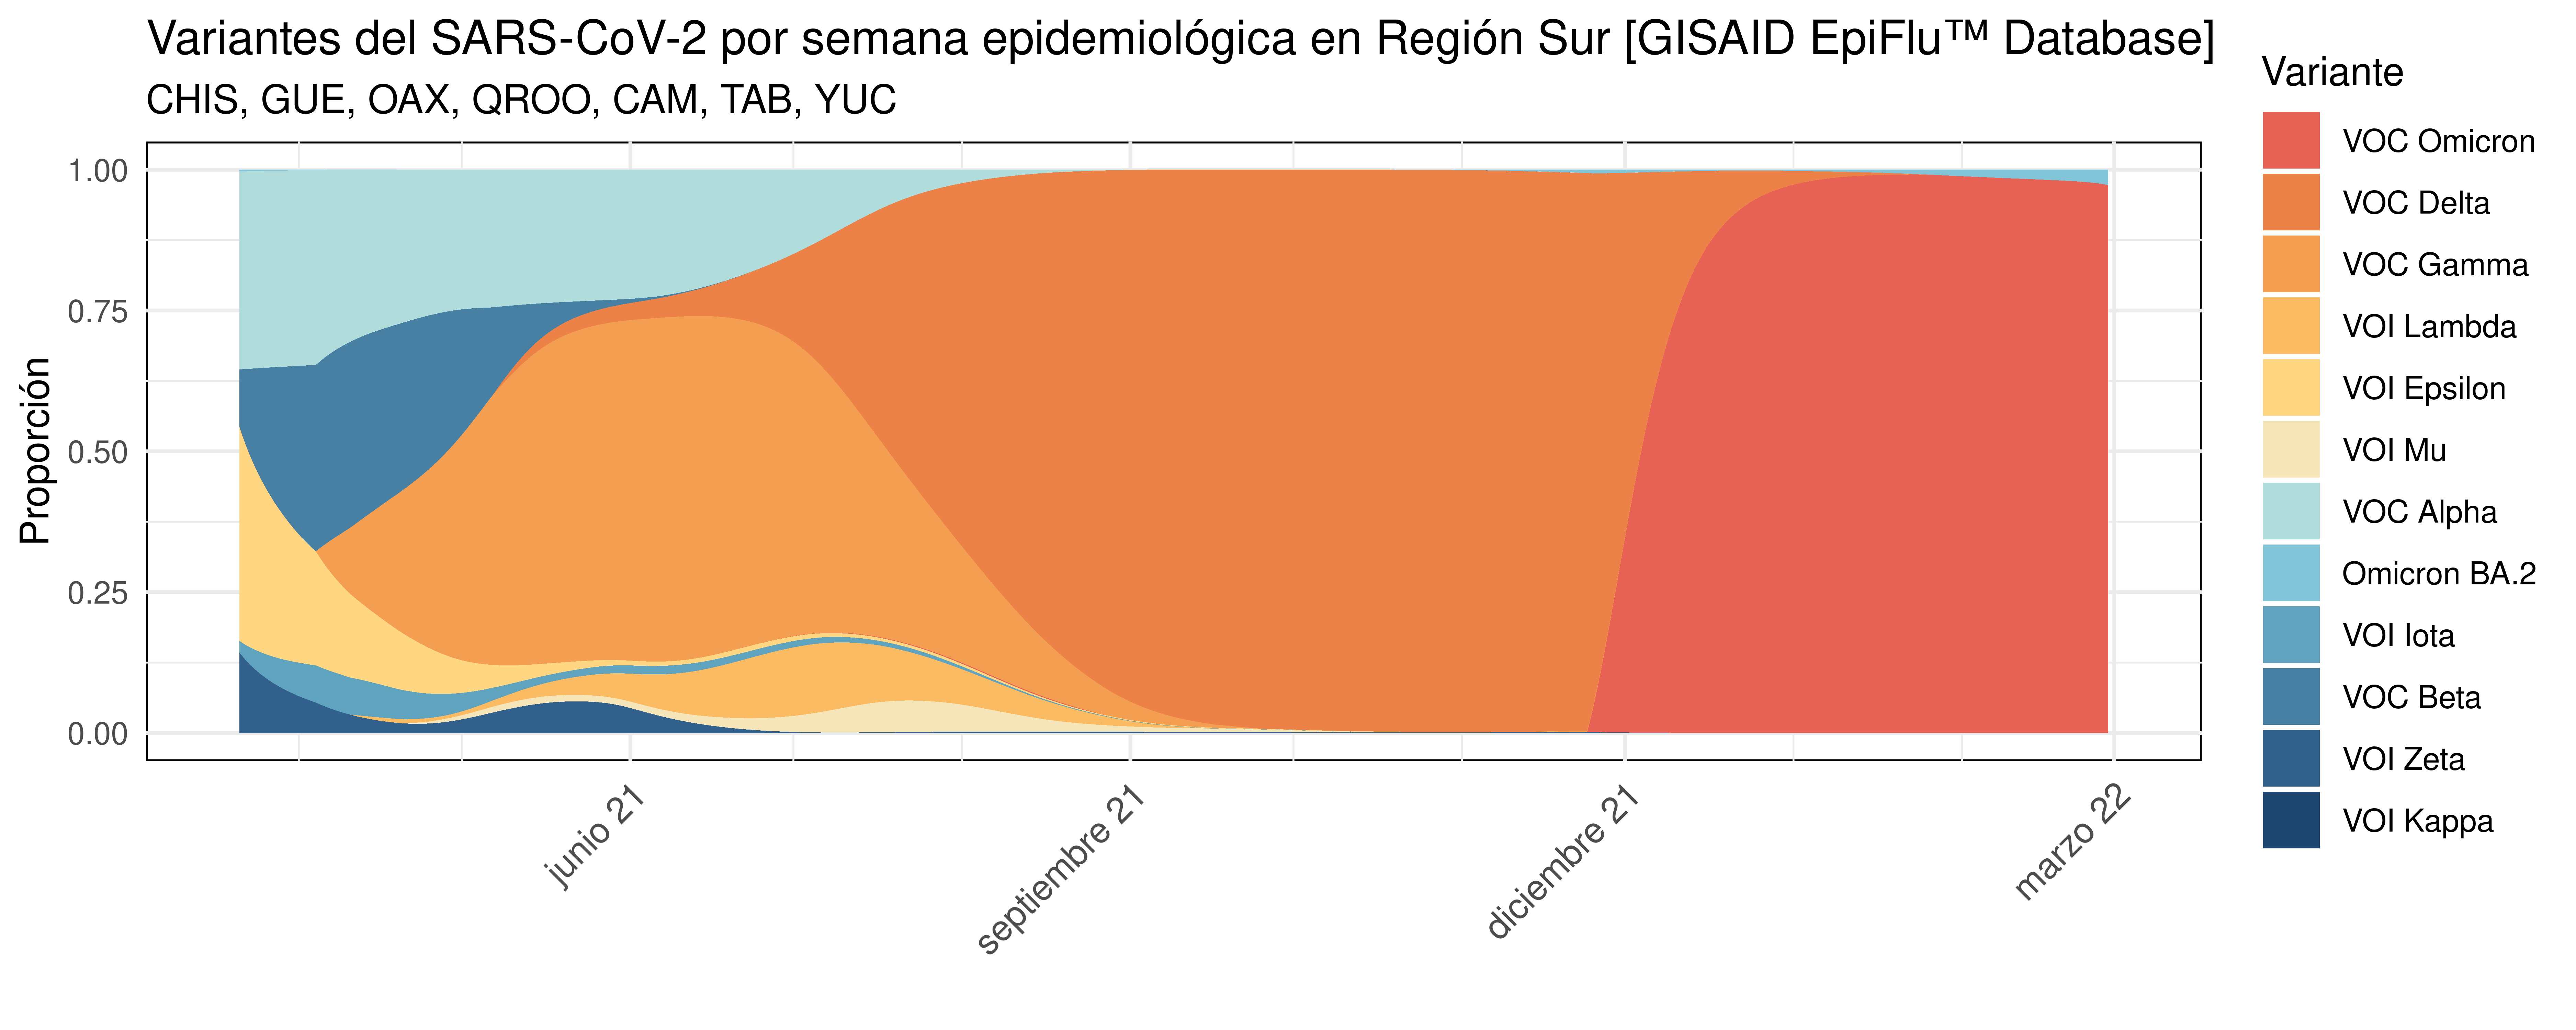 Variantes del SARS-CoV-2 por semana epidemiológica en Región Sur [GISAID EpiFlu™ Database]
CHIS, GUE, OAX, QROO, CAM, TAB, YUC
Proporción
1.00
0.75
0.50
0.25
0.00
junio 21
septiembre 21
diciembre 21
marzo 22
Variante
VOC Omicron
VOC Delta
VOC Gamma
VOI Lambda
VOI Epsilon
VOI Mu
VOC Alpha
Omicron BA.2
VOI Iota
VOC Beta
VOI Zeta
VOI Kappa